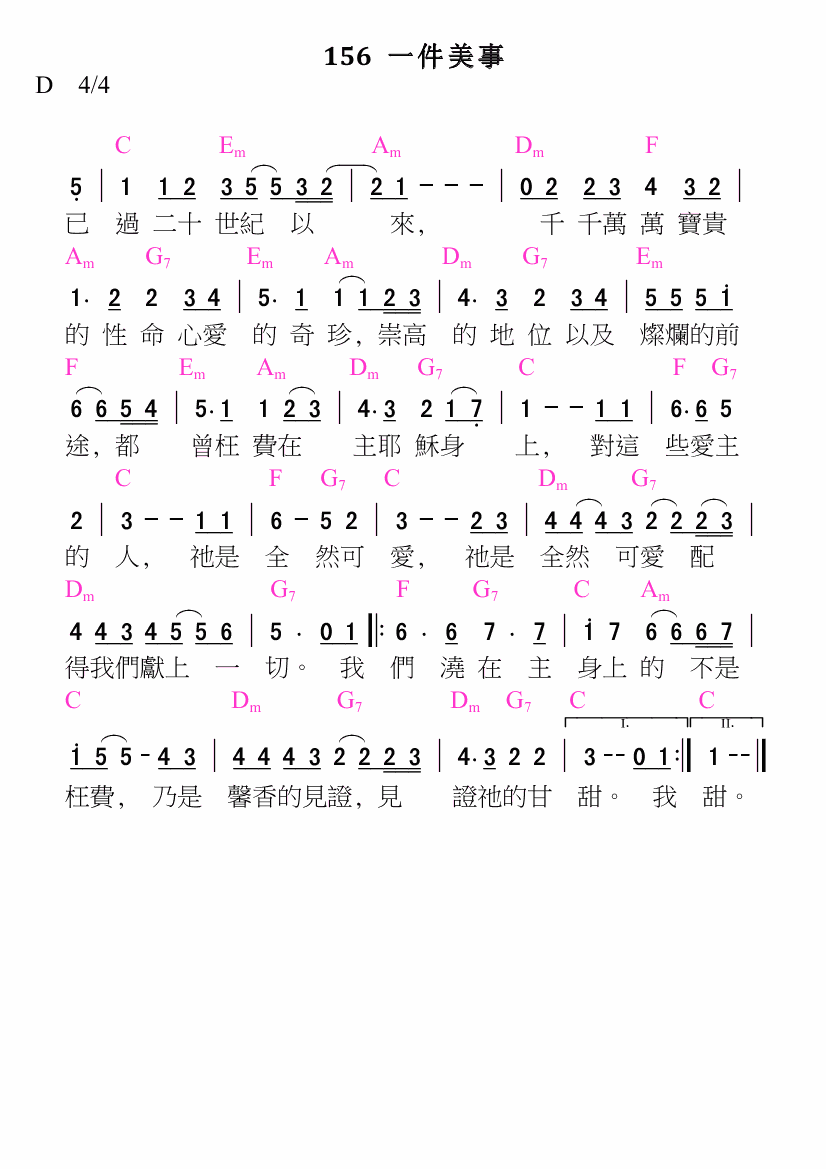 156 一件美事
D 4/4
C Em Am Dm F
5̣ | 1 1 2 3 5 5 3 2 | 2 1 - - - | 0 2 2 3 4 3 2 |
已 過 二十 世紀 以 來, 千 千萬 萬 寶貴
Am G7 Em Am Dm G7 Em
1· 2 2 3 4 | 5· 1 1 1 2 3 | 4· 3 2 3 4 | 5 5 5 1̇
的 性 命 心愛 的 奇 珍, 崇高 的 地 位 以及 燦爛的前
F Em Am Dm G7 C F G7
6 6 5 4 | 5· 1 1 2 3 | 4· 3 2 1 7̣ | 1 - - 1 1 | 6· 6 5
途, 都 曾枉 費在 主耶 穌身 上, 對這 些愛主
C F G7 C Dm G7
2 | 3 - - 1 1 | 6 - 5 2 | 3 - - 2 3 | 4 4 4 3 2 2 2 3 |
的 人, 祂是 全 然可 愛, 祂是 全然 可愛 配
Dm G7 F G7 C Am
4 4 3 4 5 5 6 | 5 · 0 1 ‖: 6 · 6 7 · 7 | 1̇ 7 6 6 6 7 |
得我們獻上 一 切。 我 們 澆 在 主 身上 的 不是
C Dm G7 Dm G7 C C
I. II.
1̇ 5 5 - 4 3 | 4 4 4 3 2 2 2 3 | 4· 3 2 2 | 3 - - 0 1 :‖ 1 - - ‖
枉費, 乃是 馨香的見證, 見 證祂的甘 甜。 我 甜。